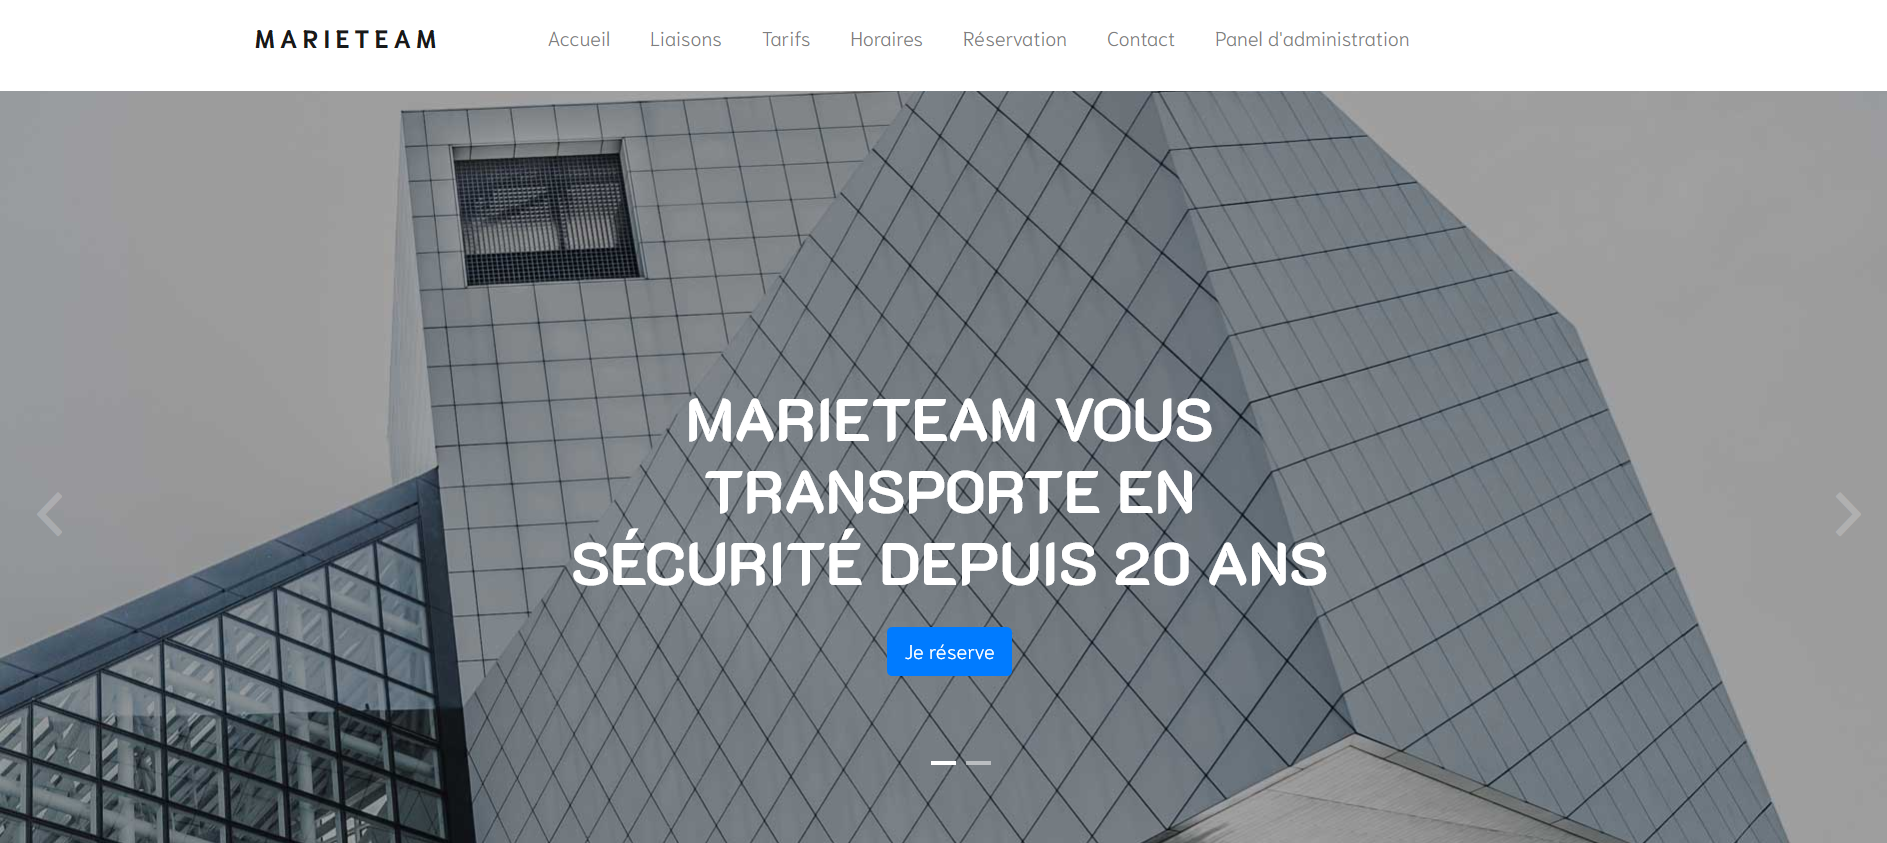 MARIETEAM
Accueil Liaisons Tarifs Horaires Réservation Contact Panel d'administration
MARIETEAM VOUS
TRANSPORTE EN
SÉCURITÉ DEPUIS 20 ANS
Je réserve